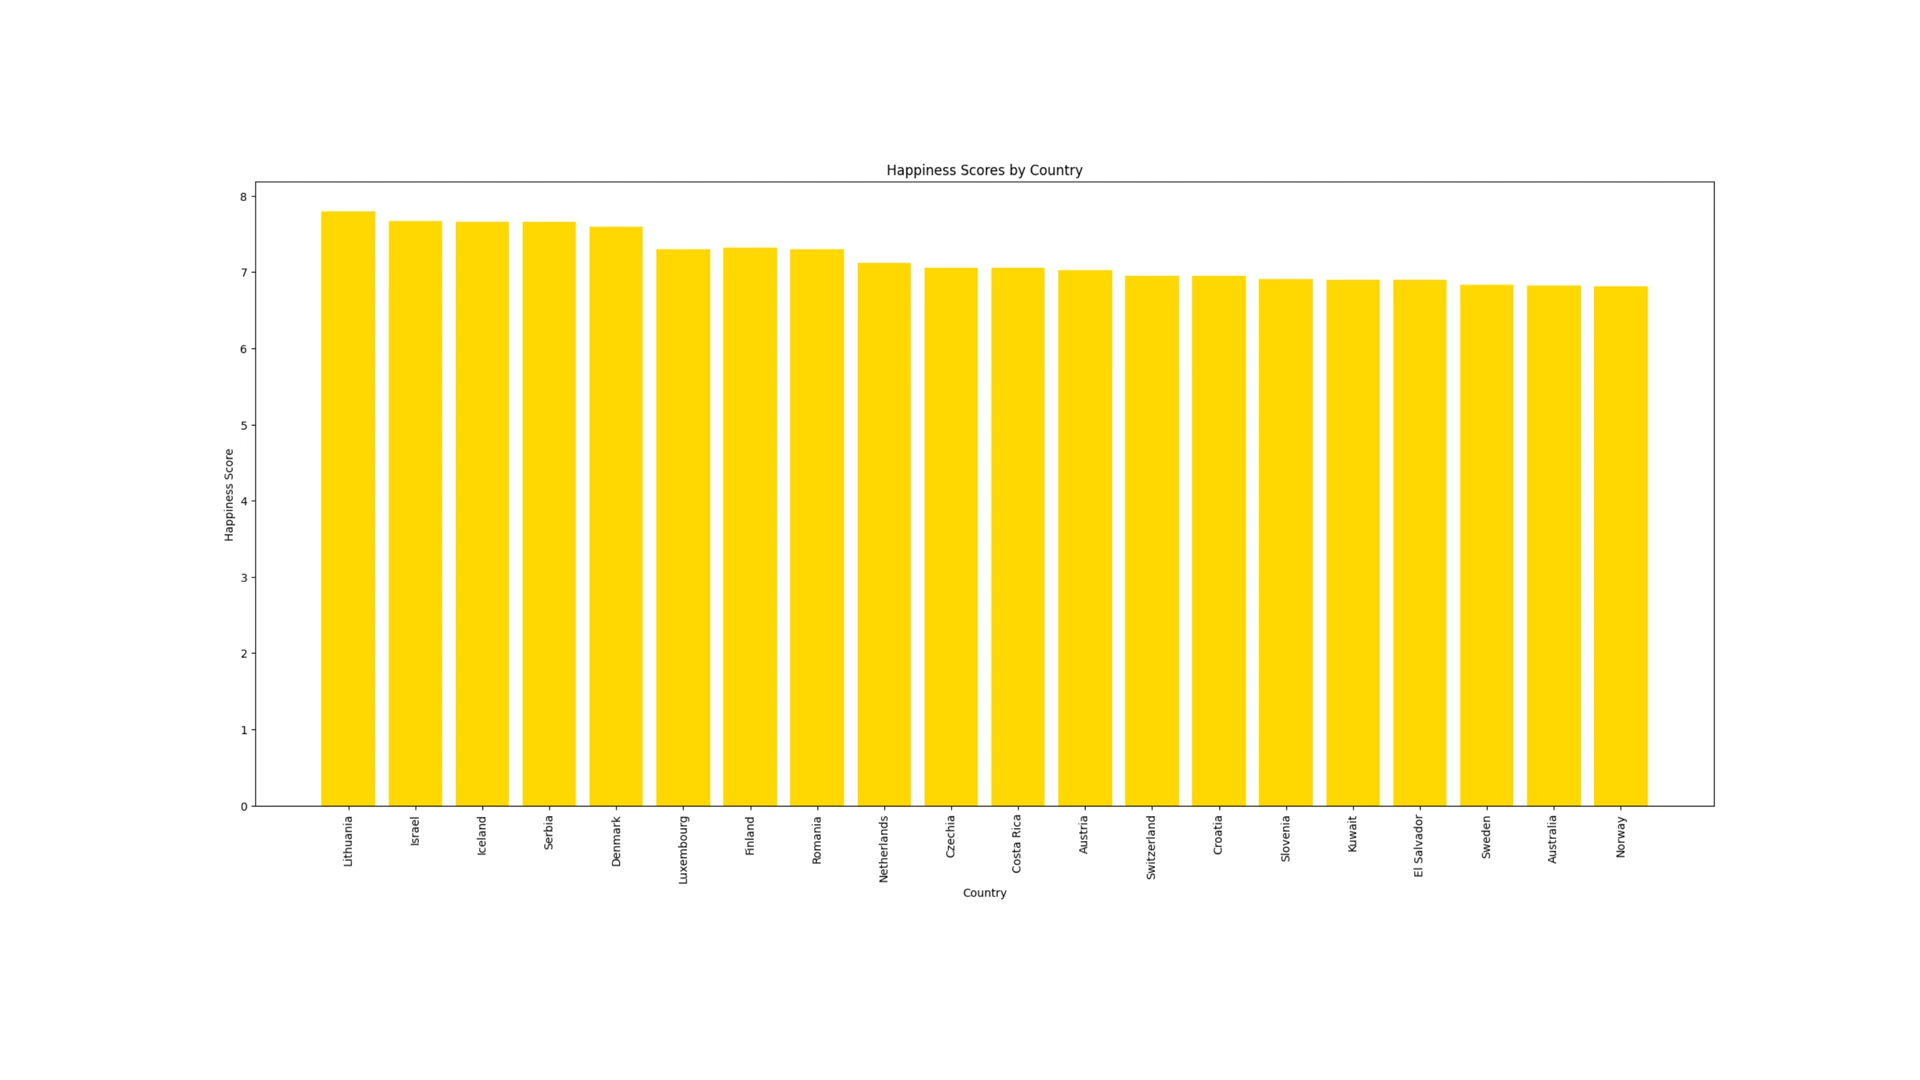 Happiness Scores by Country
Happiness Score
8
7
6
5
4
3
2
1
0
Lithuania
Israel
Iceland
Serbia
Denmark
Luxembourg
Finland
Romania
Netherlands
Czechia
Costa Rica
Austria
Switzerland
Croatia
Slovenia
Kuwait
El Salvador
Sweden
Australia
Norway
Country